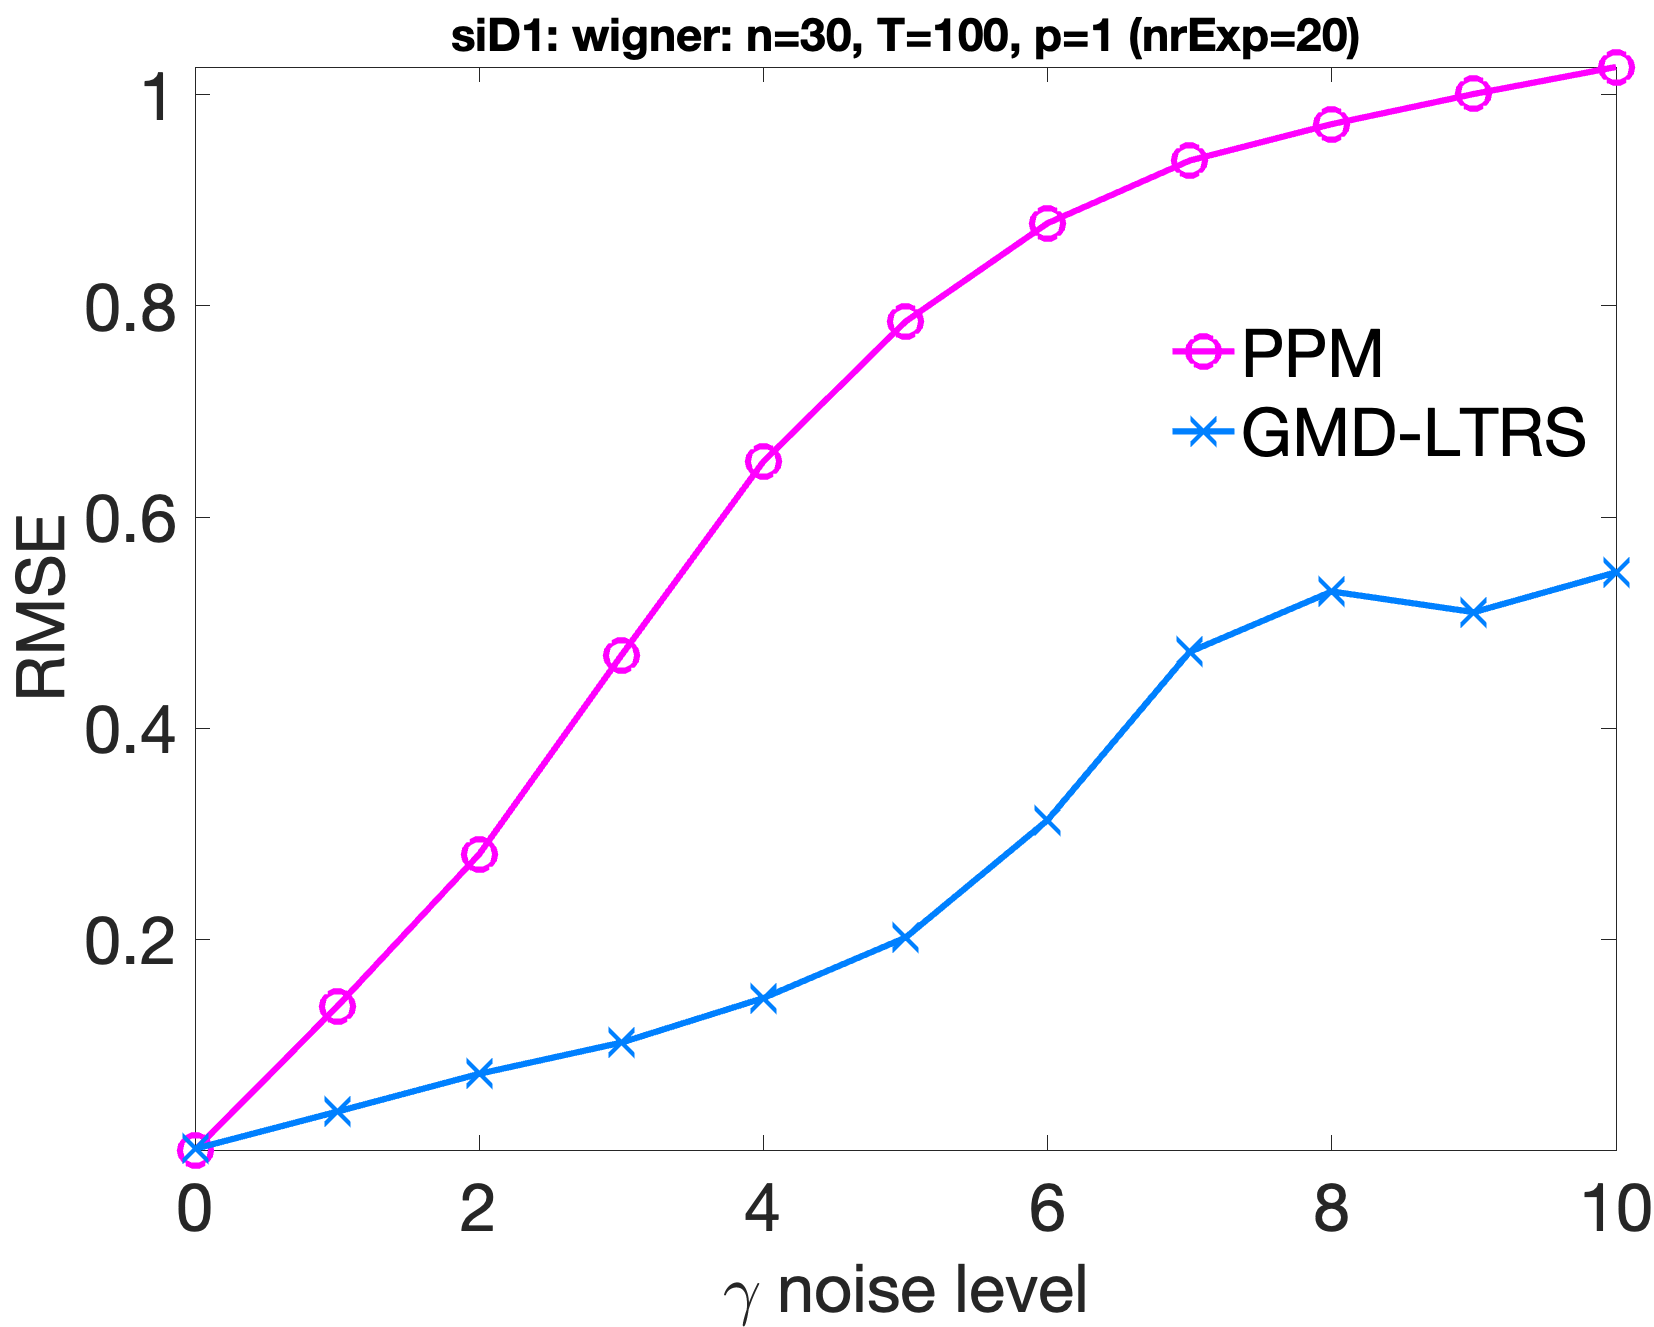 siD1: wigner: n=30, T=100, p=1 (nrExp=20)
1
0.8
0.6
0.4
0.2
RMSE
PPM
GMD-LTRS
0 2 4 6 8 10
γ noise level